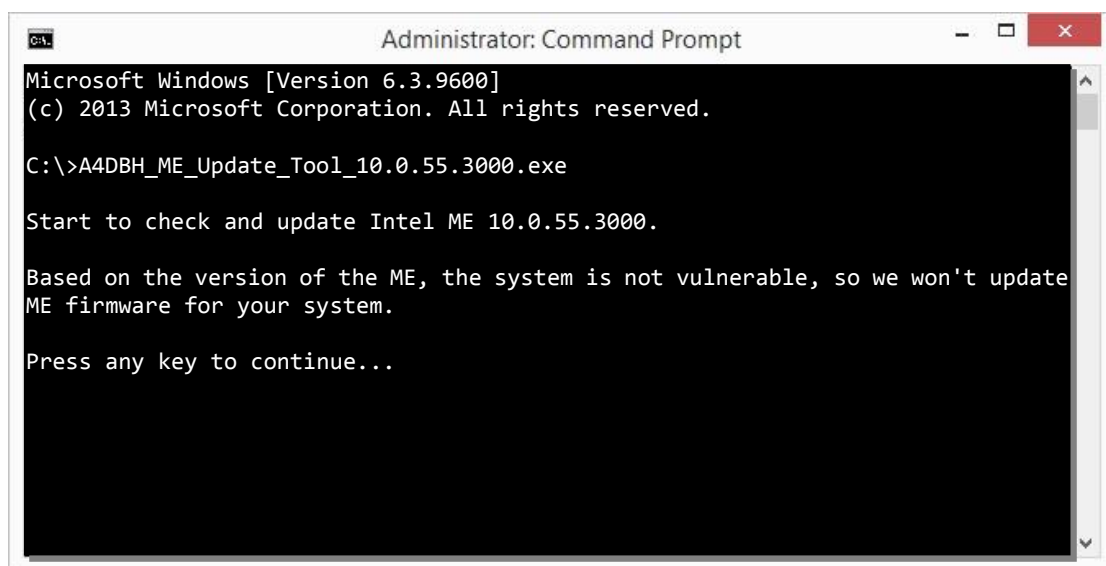 Administrator: Command Prompt
Microsoft Windows [Version 6.3.9600]
(c) 2013 Microsoft Corporation. All rights reserved.
C:\>A4DBH_ME_Update_Tool_10.0.55.3000.exe
Start to check and update Intel ME 10.0.55.3000.
Based on the version of the ME, the system is not vulnerable, so we won't update
ME firmware for your system.
Press any key to continue...